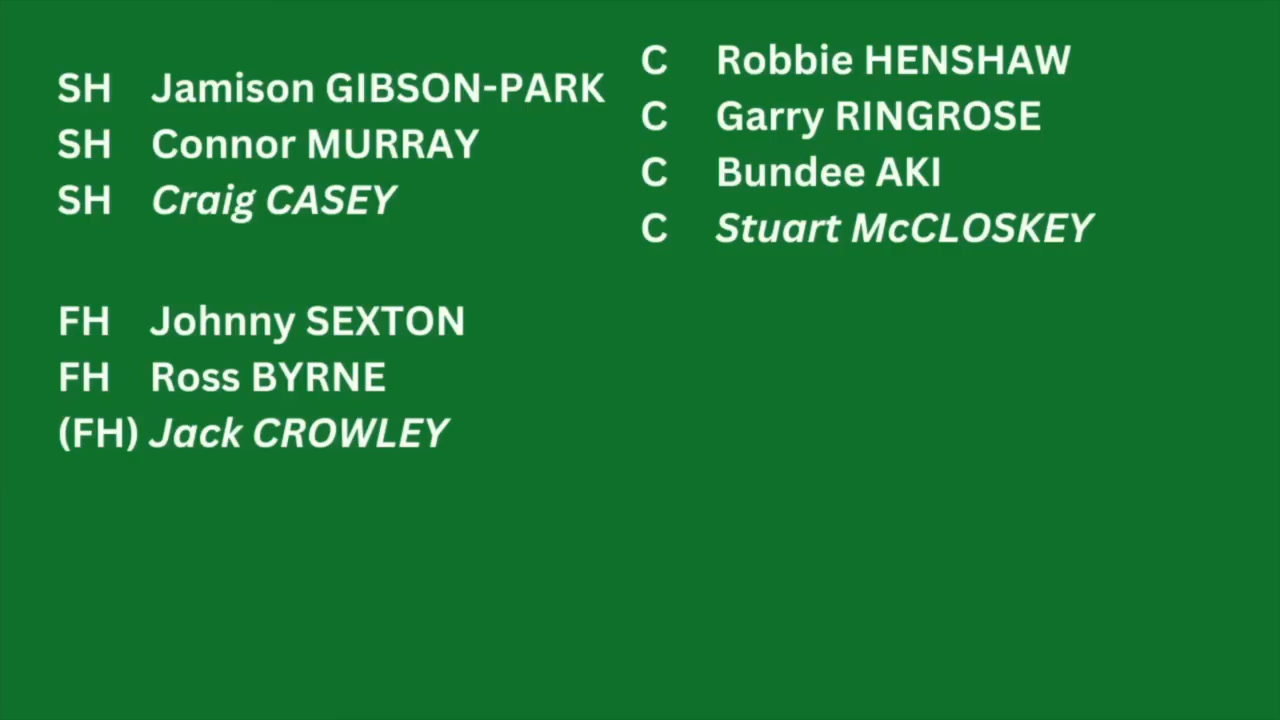 SH Jamison GIBSON-PARK
SH Connor MURRAY
SH Craig CASEY
FH Johnny SEXTON
FH Ross BYRNE
(FH) Jack CROWLEY
C Robbie HENSHAW
C Garry RINGROSE
C Bundee AKI
C Stuart McCLOSKEY